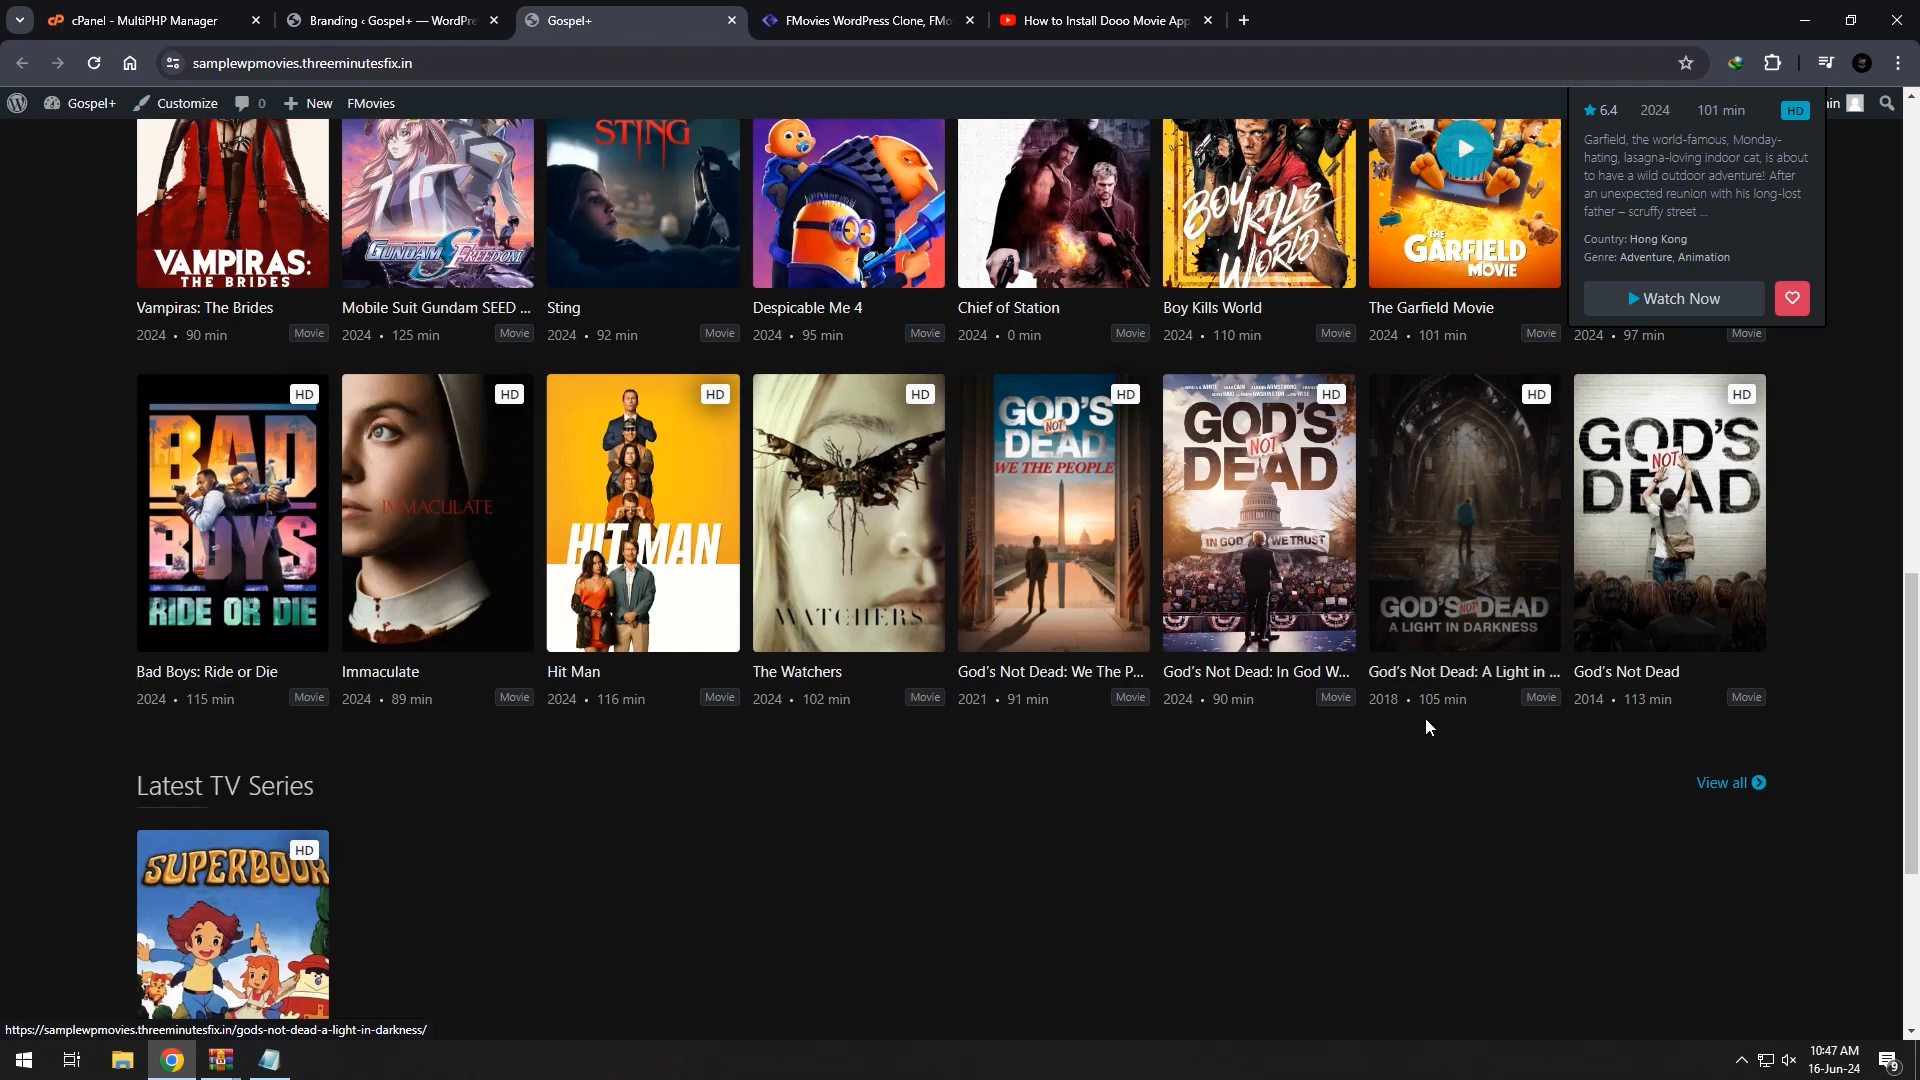 cPanel - MultiPHP Manager
Branding ‹ Gospel+ — WordPre
Gospel+
FMovies WordPress Clone, FMo
How to Install Dooo Movie App
samplewpmovies.threeminutesfix.in
Gospel+
Customize
0
New
FMovies
in
6.4 2024 101 min HD
Garfield, the world-famous, Monday-
hating, lasagna-loving indoor cat, is about
to have a wild outdoor adventure! After
an unexpected reunion with his long-lost
father – scruffy street ...
Country: Hong Kong
Genre: Adventure, Animation
Watch Now
VAMPIRAS:
THE BRIDES
GUNDAM SEED FREEDOM
STING
BOY KILLS WORLD
THE
GARFIELD
MOVIE
Vampiras: The Brides
Mobile Suit Gundam SEED ...
Sting
Despicable Me 4
Chief of Station
Boy Kills World
The Garfield Movie
2024 • 90 min Movie
2024 • 125 min Movie
2024 • 92 min Movie
2024 • 95 min Movie
2024 • 0 min Movie
2024 • 110 min Movie
2024 • 101 min Movie
2024 • 97 min Movie
HD
BAD
BOYS
RIDE OR DIE
HD
IMMACULATE
HD
HIT MAN
HD
WATCHERS
HD
GOD'S
NOT
DEAD
WE THE PEOPLE
HD
GOD'S
NOT
DEAD
IN GOD WE TRUST
HD
GOD'S NOT DEAD
A LIGHT IN DARKNESS
HD
GOD'S
NOT
DEAD
Bad Boys: Ride or Die
Immaculate
Hit Man
The Watchers
God's Not Dead: We The P...
God's Not Dead: In God W...
God's Not Dead: A Light in ...
God's Not Dead
2024 • 115 min Movie
2024 • 89 min Movie
2024 • 116 min Movie
2024 • 102 min Movie
2021 • 91 min Movie
2024 • 90 min Movie
2018 • 105 min Movie
2014 • 113 min Movie
Latest TV Series
View all
HD
SUPERBOOK
https://samplewpmovies.threeminutesfix.in/gods-not-dead-a-light-in-darkness/
10:47 AM
16-Jun-24
9